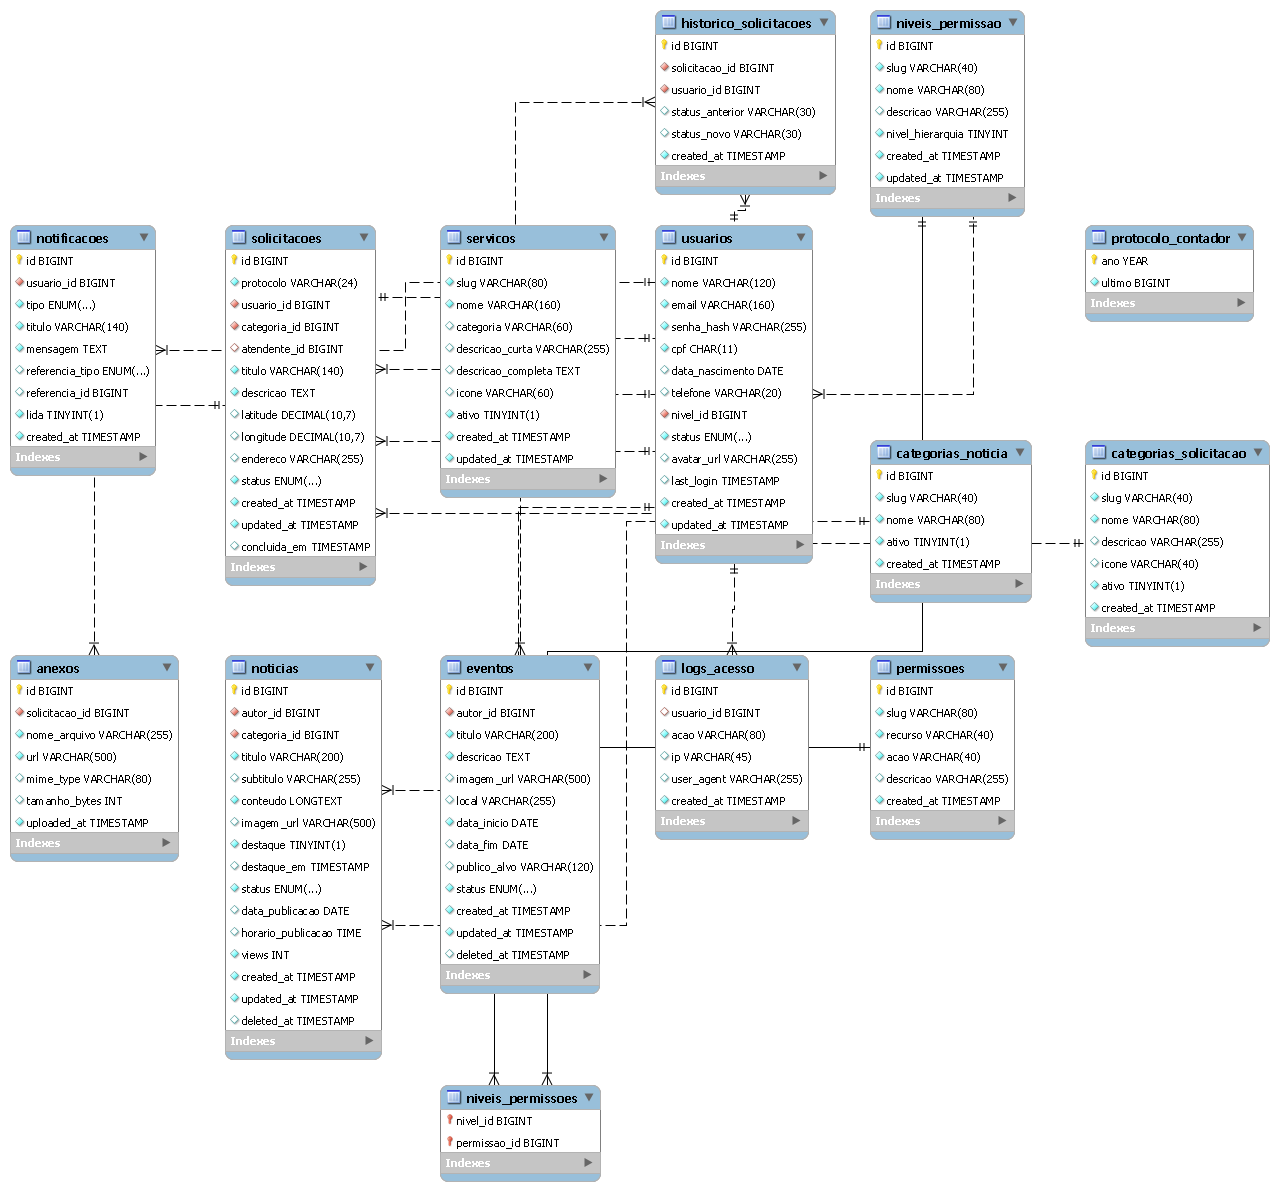 historico_solicitacoes
id BIGINT
solicitacao_id BIGINT
usuario_id BIGINT
status_anterior VARCHAR(30)
status_novo VARCHAR(30)
created_at TIMESTAMP
Indexes
niveis_permissao
id BIGINT
slug VARCHAR(40)
nome VARCHAR(80)
descricao VARCHAR(255)
nivel_hierarquia TINYINT
created_at TIMESTAMP
updated_at TIMESTAMP
Indexes
notificacoes
id BIGINT
usuario_id BIGINT
tipo ENUM(...)
titulo VARCHAR(140)
mensagem TEXT
referencia_tipo ENUM(...)
referencia_id BIGINT
lida TINYINT(1)
created_at TIMESTAMP
Indexes
solicitacoes
id BIGINT
protocolo VARCHAR(24)
usuario_id BIGINT
categoria_id BIGINT
atendente_id BIGINT
titulo VARCHAR(140)
descricao TEXT
latitude DECIMAL(10,7)
longitude DECIMAL(10,7)
endereco VARCHAR(255)
status ENUM(...)
created_at TIMESTAMP
updated_at TIMESTAMP
concluida_em TIMESTAMP
Indexes
servicos
id BIGINT
slug VARCHAR(80)
nome VARCHAR(160)
categoria VARCHAR(60)
descricao_curta VARCHAR(255)
descricao_completa TEXT
icone VARCHAR(60)
ativo TINYINT(1)
created_at TIMESTAMP
updated_at TIMESTAMP
Indexes
usuarios
id BIGINT
nome VARCHAR(120)
email VARCHAR(160)
senha_hash VARCHAR(255)
cpf CHAR(11)
data_nascimento DATE
telefone VARCHAR(20)
nivel_id BIGINT
status ENUM(...)
avatar_url VARCHAR(255)
last_login TIMESTAMP
created_at TIMESTAMP
updated_at TIMESTAMP
Indexes
protocolo_contador
ano YEAR
ultimo BIGINT
Indexes
categorias_noticia
id BIGINT
slug VARCHAR(40)
nome VARCHAR(80)
ativo TINYINT(1)
created_at TIMESTAMP
Indexes
categorias_solicitacao
id BIGINT
slug VARCHAR(40)
nome VARCHAR(80)
descricao VARCHAR(255)
icone VARCHAR(40)
ativo TINYINT(1)
created_at TIMESTAMP
Indexes
anexos
id BIGINT
solicitacao_id BIGINT
nome_arquivo VARCHAR(255)
url VARCHAR(500)
mime_type VARCHAR(80)
tamanho_bytes INT
uploaded_at TIMESTAMP
Indexes
noticias
id BIGINT
autor_id BIGINT
categoria_id BIGINT
titulo VARCHAR(200)
subtitulo VARCHAR(255)
conteudo LONGTEXT
imagem_url VARCHAR(500)
destaque TINYINT(1)
destaque_em TIMESTAMP
status ENUM(...)
data_publicacao DATE
horario_publicacao TIME
views INT
created_at TIMESTAMP
updated_at TIMESTAMP
deleted_at TIMESTAMP
Indexes
eventos
id BIGINT
autor_id BIGINT
titulo VARCHAR(200)
descricao TEXT
imagem_url VARCHAR(500)
local VARCHAR(255)
data_inicio DATE
data_fim DATE
publico_alvo VARCHAR(120)
status ENUM(...)
created_at TIMESTAMP
updated_at TIMESTAMP
deleted_at TIMESTAMP
Indexes
logs_acesso
id BIGINT
usuario_id BIGINT
acao VARCHAR(80)
ip VARCHAR(45)
user_agent VARCHAR(255)
created_at TIMESTAMP
Indexes
permissoes
id BIGINT
slug VARCHAR(80)
recurso VARCHAR(40)
acao VARCHAR(40)
descricao VARCHAR(255)
created_at TIMESTAMP
Indexes
niveis_permissoes
nivel_id BIGINT
permissao_id BIGINT
Indexes